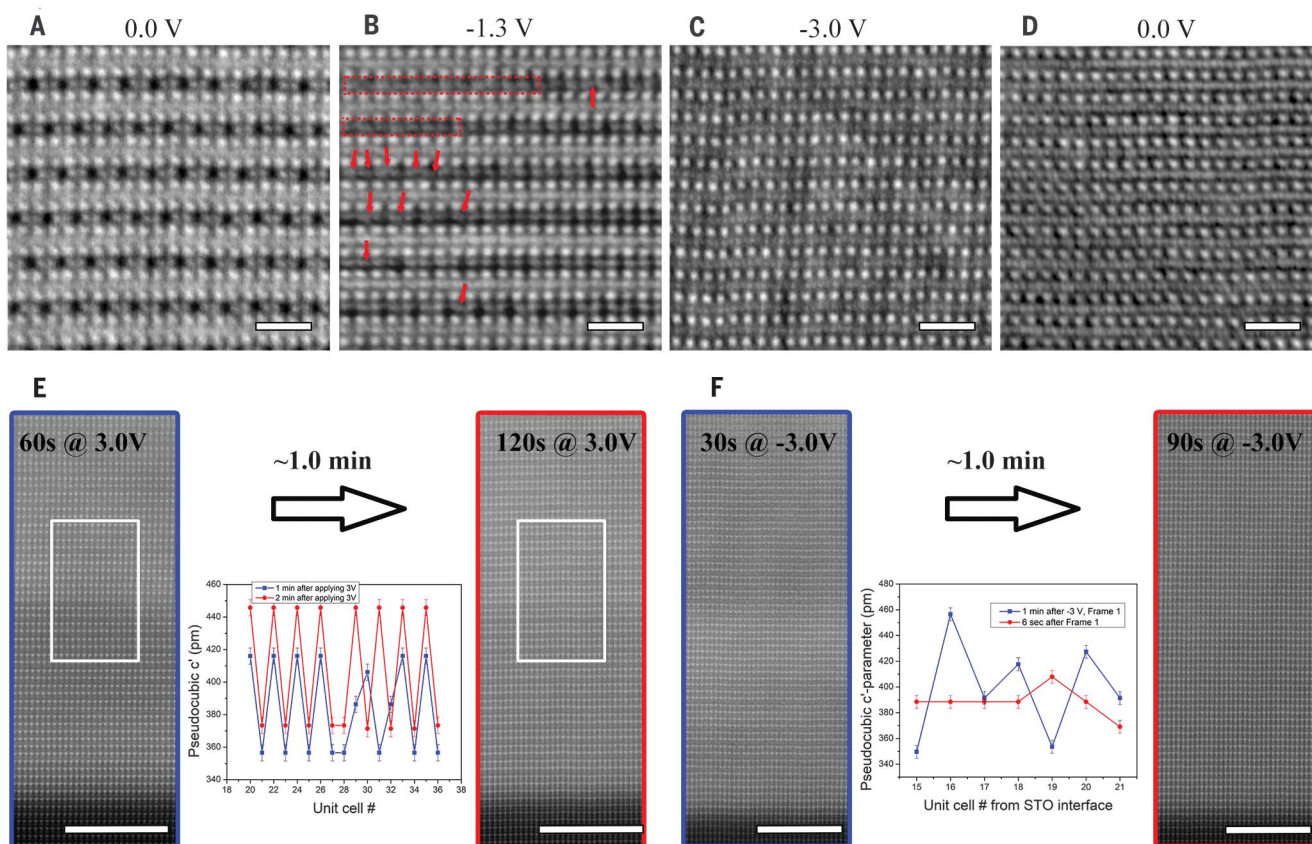 A
0.0 V
B
-1.3 V
C
-3.0 V
D
0.0 V
E
60s @ 3.0V
~1.0 min
120s @ 3.0V
Pseudocubic c' (pm)
460
440
420
400
380
360
340
1 min after applying 3V
2 min after applying 3V
18 20 22 24 26 28 30 32 34 36 38
Unit cell #
F
30s @ -3.0V
~1.0 min
90s @ -3.0V
Pseudocubic c'-parameter (pm)
480
460
440
420
400
380
360
340
1 min after -3 V, Frame 1
6 sec after Frame 1
15 16 17 18 19 20 21
Unit cell # from STO interface